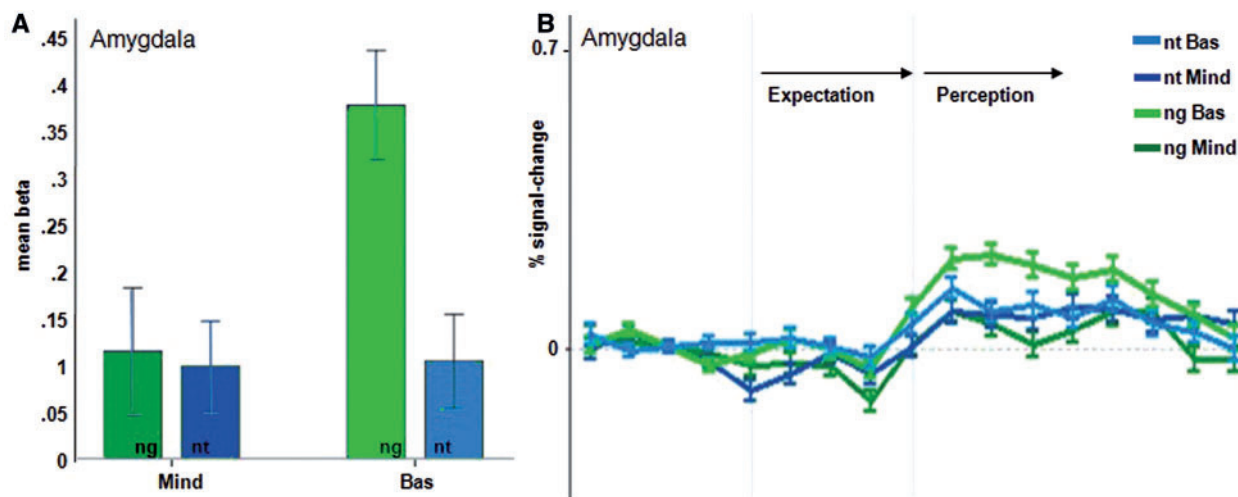 A
Amygdala
mean beta
.45
.4
.35
.3
.25
.2
.15
1
.05
0
ng
nt
ng
nt
Mind
Bas
B
Amygdala
0.7
0
% signal-change
Expectation
Perception
nt Bas
nt Mind
ng Bas
ng Mind